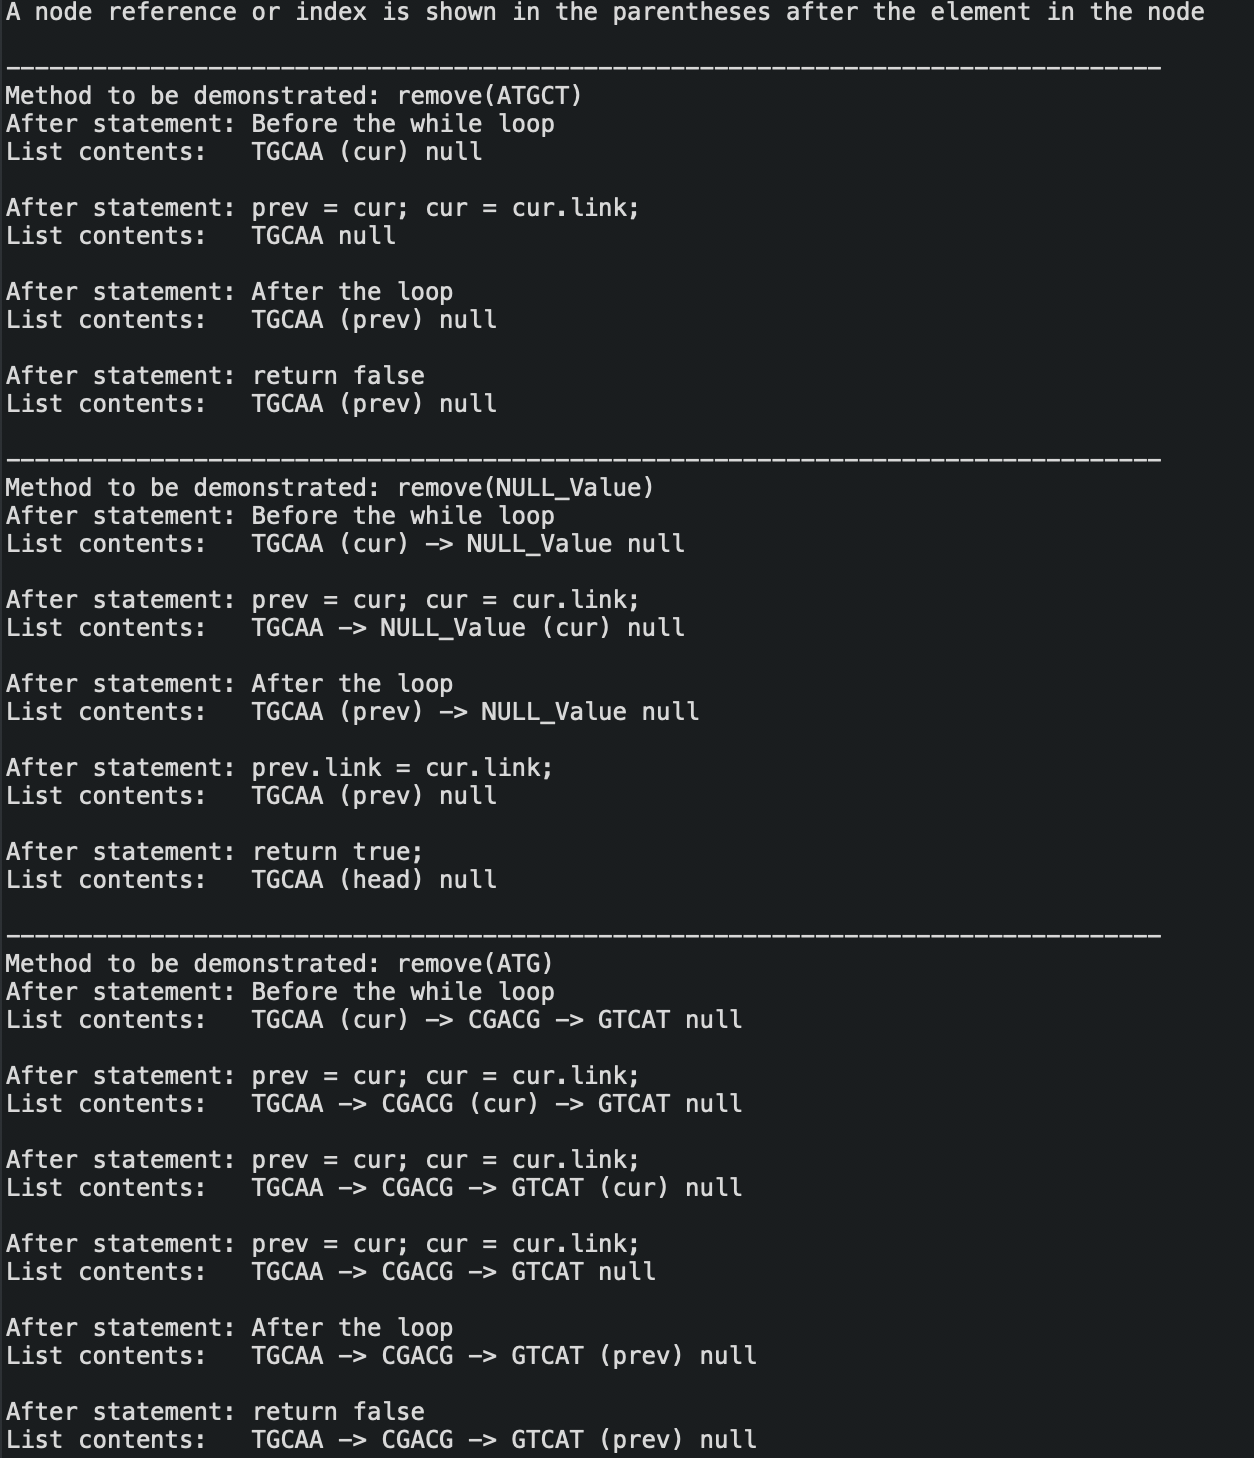 A node reference or index is shown in the parentheses after the element in the node
--------------------------------------------------------------------------------
Method to be demonstrated: remove(ATGCT)
After statement: Before the while loop
List contents:   TGCAA (cur) null
After statement: prev = cur; cur = cur.link;
List contents:   TGCAA null
After statement: After the loop
List contents:   TGCAA (prev) null
After statement: return false
List contents:   TGCAA (prev) null
--------------------------------------------------------------------------------
Method to be demonstrated: remove(NULL_Value)
After statement: Before the while loop
List contents:   TGCAA (cur) -> NULL_Value null
After statement: prev = cur; cur = cur.link;
List contents:   TGCAA -> NULL_Value (cur) null
After statement: After the loop
List contents:   TGCAA (prev) -> NULL_Value null
After statement: prev.link = cur.link;
List contents:   TGCAA (prev) null
After statement: return true;
List contents:   TGCAA (head) null
--------------------------------------------------------------------------------
Method to be demonstrated: remove(ATG)
After statement: Before the while loop
List contents:   TGCAA (cur) -> CGACG -> GTCAT null
After statement: prev = cur; cur = cur.link;
List contents:   TGCAA -> CGACG (cur) -> GTCAT null
After statement: prev = cur; cur = cur.link;
List contents:   TGCAA -> CGACG -> GTCAT (cur) null
After statement: prev = cur; cur = cur.link;
List contents:   TGCAA -> CGACG -> GTCAT null
After statement: After the loop
List contents:   TGCAA -> CGACG -> GTCAT (prev) null
After statement: return false
List contents:   TGCAA -> CGACG -> GTCAT (prev) null